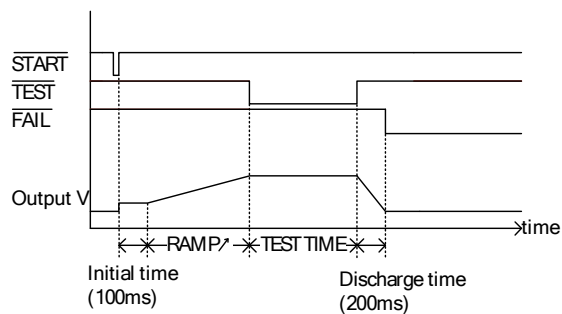 START
TEST
FAIL
Output V
time
RAMP↗
TEST TIME
Initial time
(100ms)
Discharge time
(200ms)